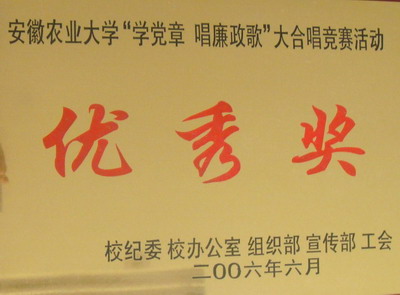 安徽农业大学“学党章 唱廉政歌”大合唱竞赛活动
优秀奖
校纪委 校办公室 组织部 宣传部 工会
二OO六年六月